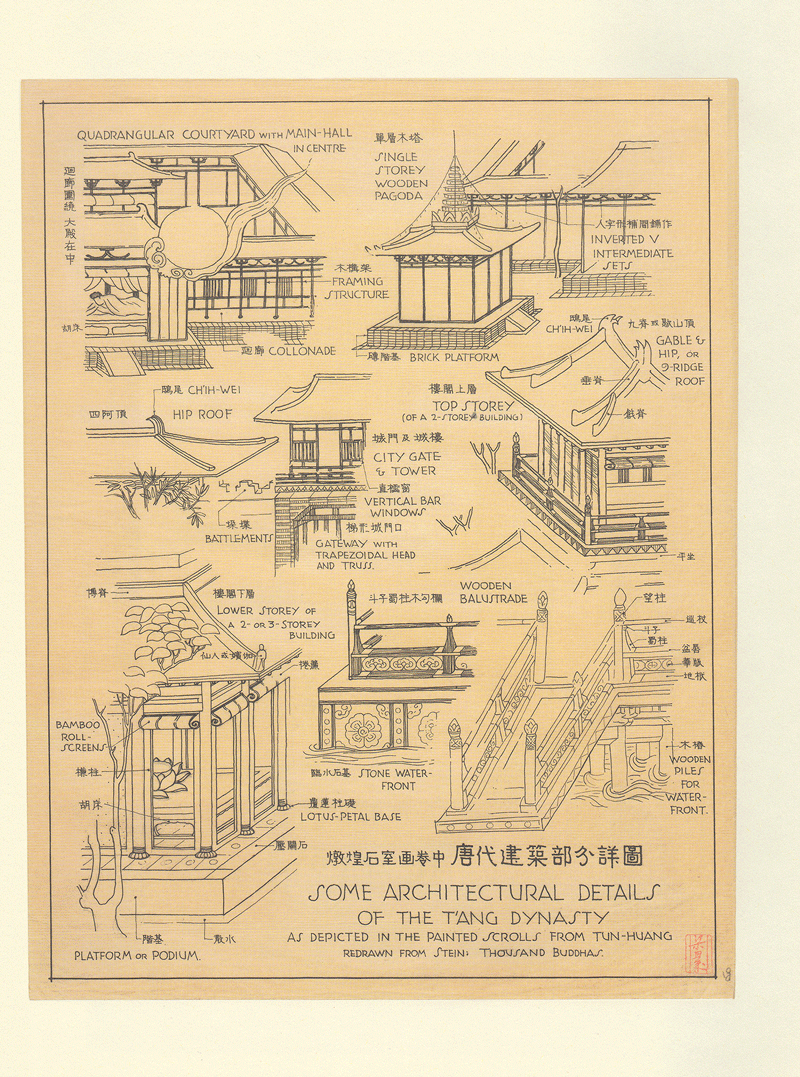 QUADRANGULAR COURTYARD WITH MAIN-HALL
IN CENTRE
迴廊圍繞 大殿在中
胡床
木構架
FRAMING
STRUCTURE
迴廊 COLLONADE
單層木塔
SINGLE
STOREY
WOODEN
PAGODA
人字形補間鋪作
INVERTED V
INTERMEDIATE
SETS
磚階基 BRICK PLATFORM
鴟尾
CH'IH-WEI
九脊或歇山頂
GABLE &
HIP, OR
9-RIDGE
ROOF
垂脊
戧脊
鴟尾 CH'IH-WEI
四阿頂 HIP ROOF
城門及城樓
CITY GATE
& TOWER
直欞窗
VERTICAL BAR
WINDOWS
BATTLEMENTS
梯形城門口
GATEWAY WITH
TRAPEZOIDAL HEAD
AND TRUSS.
樓閣上層
TOP STOREY
(OF A 2-STOREY BUILDING)
平坐
博脊
樓閣下層
LOWER STOREY OF
A 2- OR 3-STOREY
BUILDING
仙人或嬪伽
捲簾
BAMBOO
ROLL-
SCREENS
檐柱
胡床
覆蓮柱礎
LOTUS-PETAL BASE
壓闌石
階基
散水
PLATFORM OR PODIUM.
斗子蜀柱木勾欄
WOODEN
BALUSTRADE
臨水石基 STONE WATER-
FRONT
望柱
尋杖
斗子
蜀柱
盆唇
華版
地栿
木樁
WOODEN
PILES
FOR
WATER-
FRONT.
燉煌石室画卷中 唐代建築部分詳圖
SOME ARCHITECTURAL DETAILS
OF THE T'ANG DYNASTY
AS DEPICTED IN THE PAINTED SCROLLS FROM TUN-HUANG
REDRAWN FROM STEIN: THOUSAND BUDDHAS.